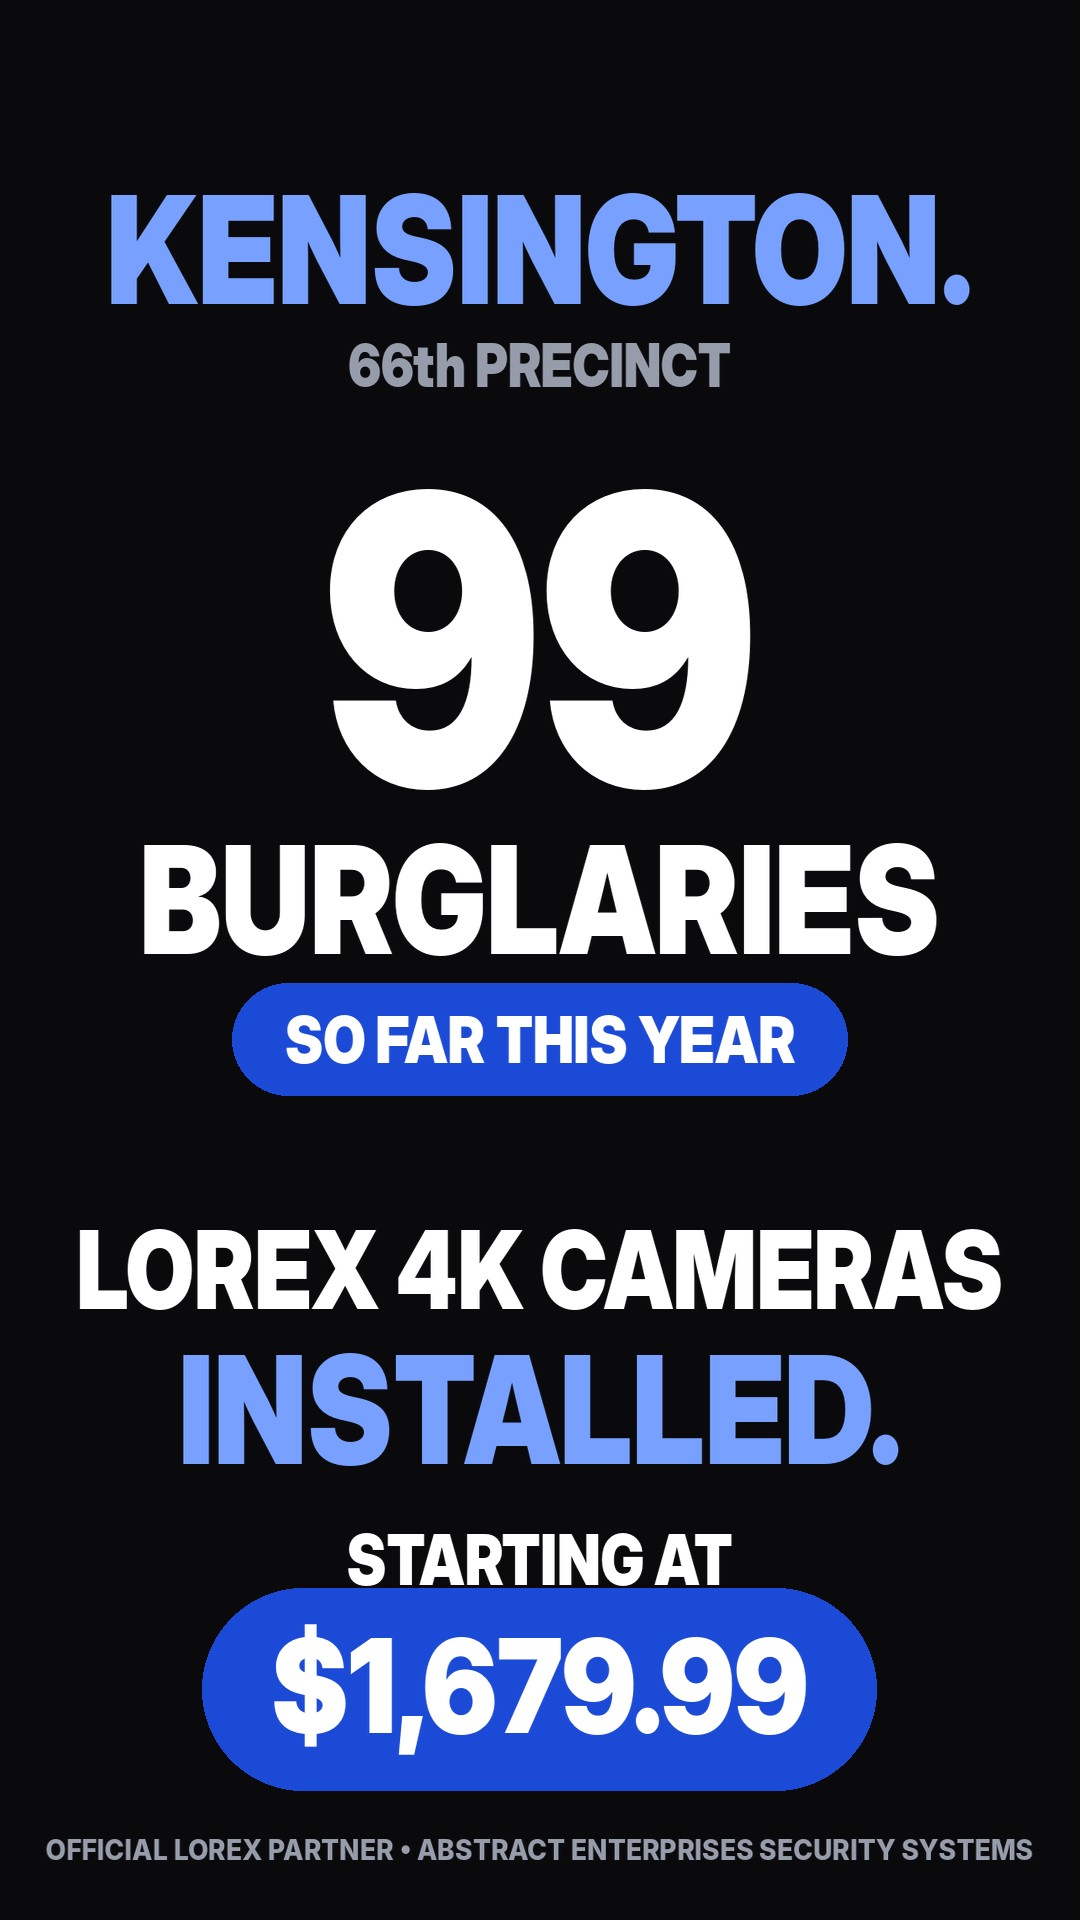 KENSINGTON.
66th PRECINCT
99
BURGLARIES
SO FAR THIS YEAR
LOREX 4K CAMERAS
INSTALLED.
STARTING AT
$1,679.99
OFFICIAL LOREX PARTNER • ABSTRACT ENTERPRISES SECURITY SYSTEMS